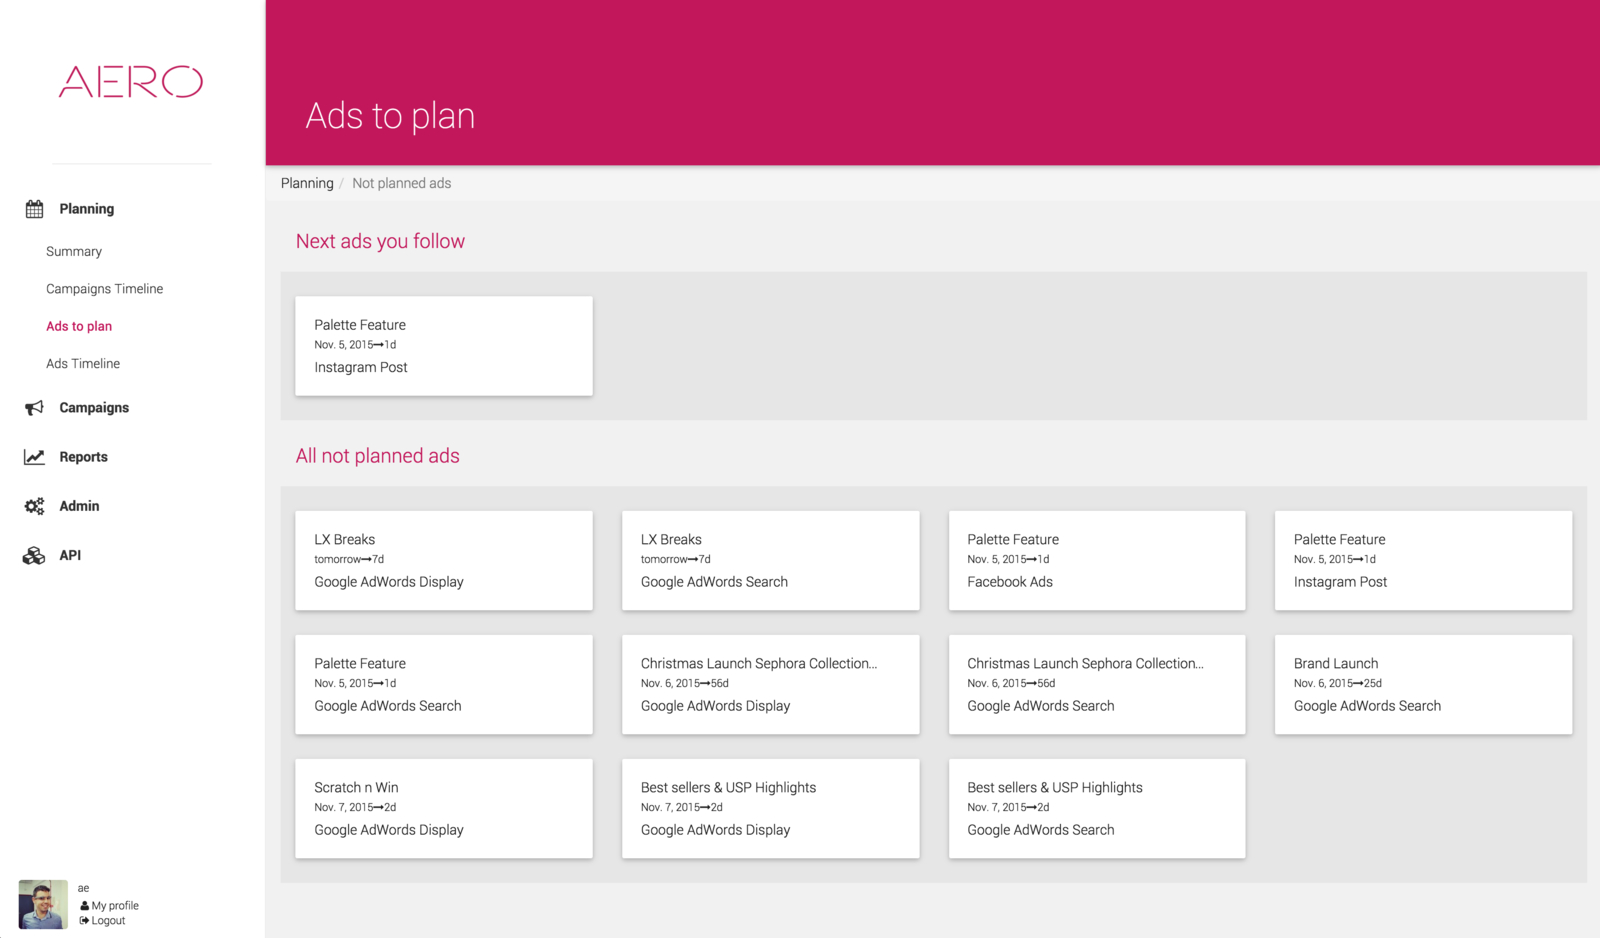 AERO
Ads to plan
Planning / Not planned ads
Planning
Summary
Campaigns Timeline
Ads to plan
Ads Timeline
Campaigns
Reports
Admin
API
ae
My profile
Logout
Next ads you follow
Palette Feature
Nov. 5, 2015→1d
Instagram Post
All not planned ads
LX Breaks
tomorrow→7d
Google AdWords Display
LX Breaks
tomorrow→7d
Google AdWords Search
Palette Feature
Nov. 5, 2015→1d
Facebook Ads
Palette Feature
Nov. 5, 2015→1d
Instagram Post
Palette Feature
Nov. 5, 2015→1d
Google AdWords Search
Christmas Launch Sephora Collection...
Nov. 6, 2015→56d
Google AdWords Display
Christmas Launch Sephora Collection...
Nov. 6, 2015→56d
Google AdWords Search
Brand Launch
Nov. 6, 2015→25d
Google AdWords Search
Scratch n Win
Nov. 7, 2015→2d
Google AdWords Display
Best sellers & USP Highlights
Nov. 7, 2015→2d
Google AdWords Display
Best sellers & USP Highlights
Nov. 7, 2015→2d
Google AdWords Search